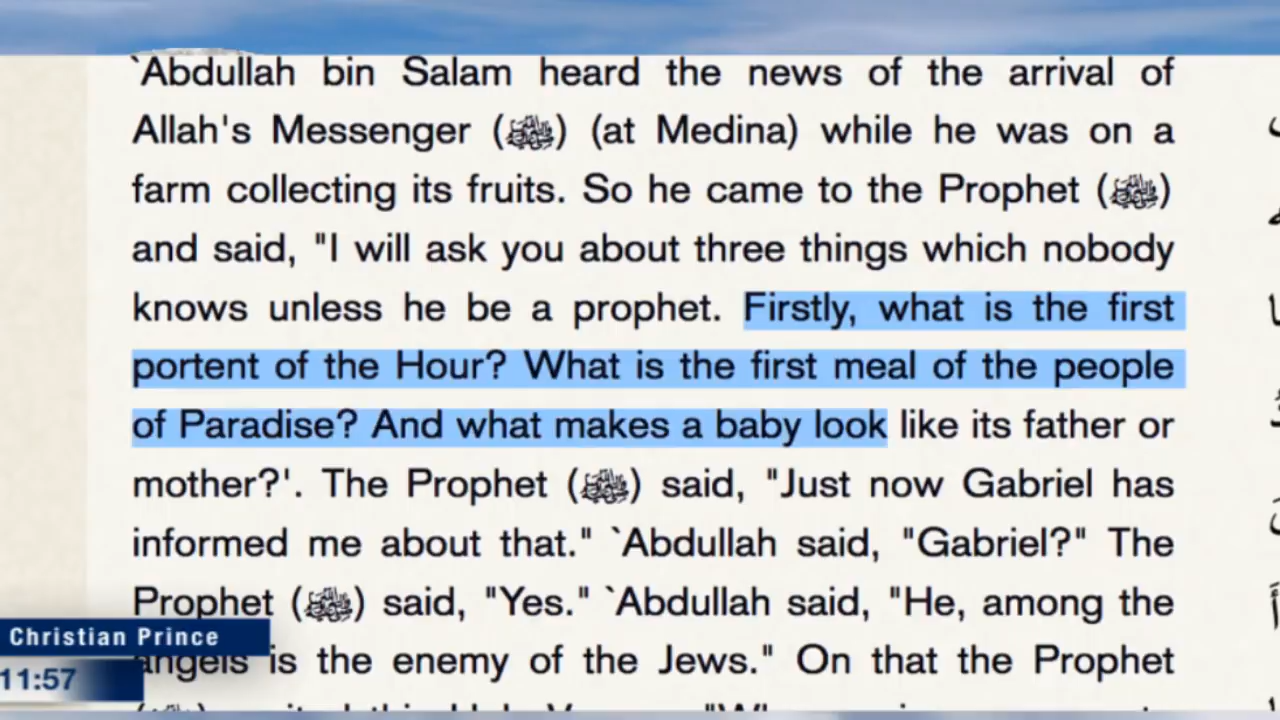 `Abdullah bin Salam heard the news of the arrival of
Allah's Messenger (ﷺ) (at Medina) while he was on a
farm collecting its fruits. So he came to the Prophet (ﷺ)
and said, "I will ask you about three things which nobody
knows unless he be a prophet. Firstly, what is the first
portent of the Hour? What is the first meal of the people
of Paradise? And what makes a baby look like its father or
mother?'. The Prophet (ﷺ) said, "Just now Gabriel has
informed me about that." `Abdullah said, "Gabriel?" The
Prophet (ﷺ) said, "Yes." `Abdullah said, "He, among the
angels is the enemy of the Jews." On that the Prophet
Christian Prince
11:57